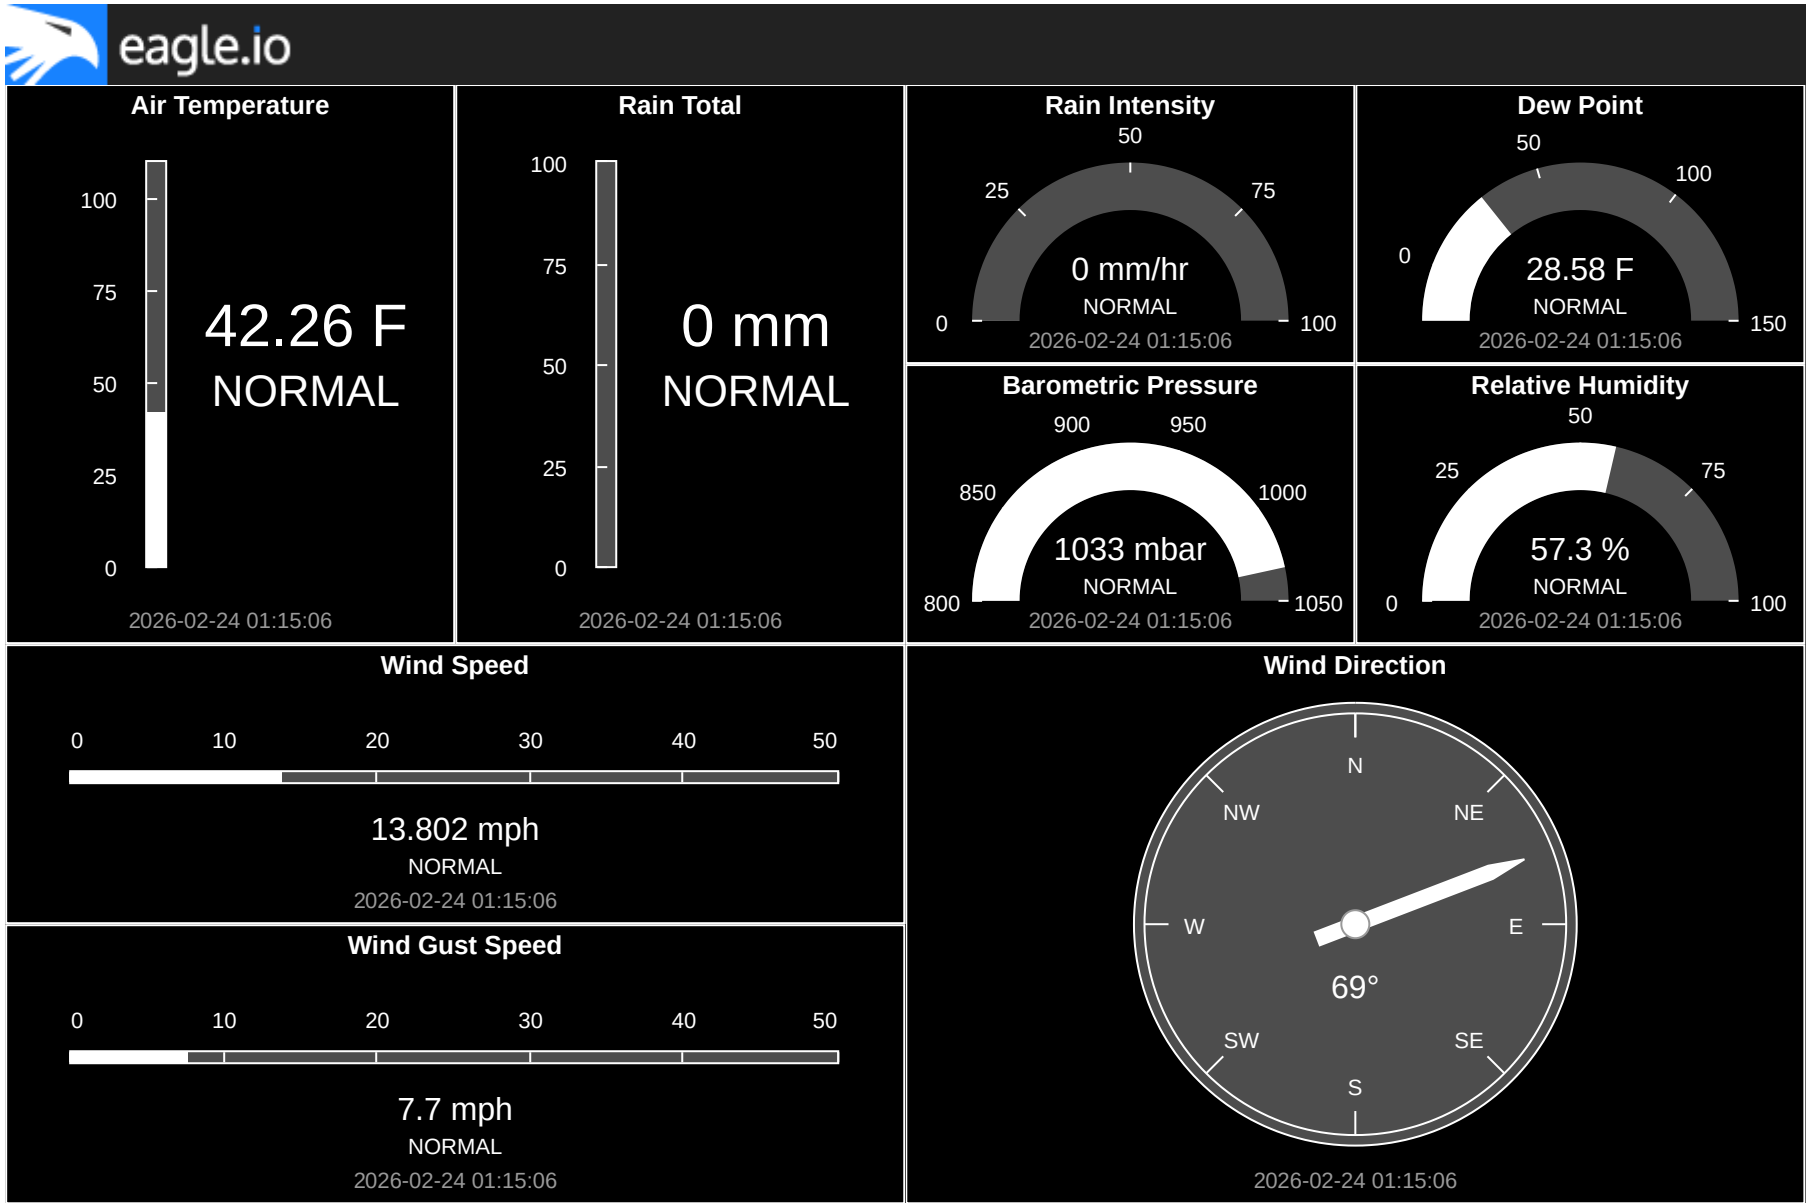 eagle.io
Air Temperature
100
75
50
25
0
42.26 F
NORMAL
2026-02-24 01:15:06
Rain Total
100
75
50
25
0
0 mm
NORMAL
2026-02-24 01:15:06
Rain Intensity
50
25
75
0
100
0 mm/hr
NORMAL
2026-02-24 01:15:06
Dew Point
50
100
0
150
28.58 F
NORMAL
2026-02-24 01:15:06
Barometric Pressure
900
950
850
1000
800
1050
1033 mbar
NORMAL
2026-02-24 01:15:06
Relative Humidity
50
25
75
0
100
57.3 %
NORMAL
2026-02-24 01:15:06
Wind Speed
0 10 20 30 40 50
13.802 mph
NORMAL
2026-02-24 01:15:06
Wind Gust Speed
0 10 20 30 40 50
7.7 mph
NORMAL
2026-02-24 01:15:06
Wind Direction
N
NW NE
W E
69°
SW SE
S
2026-02-24 01:15:06